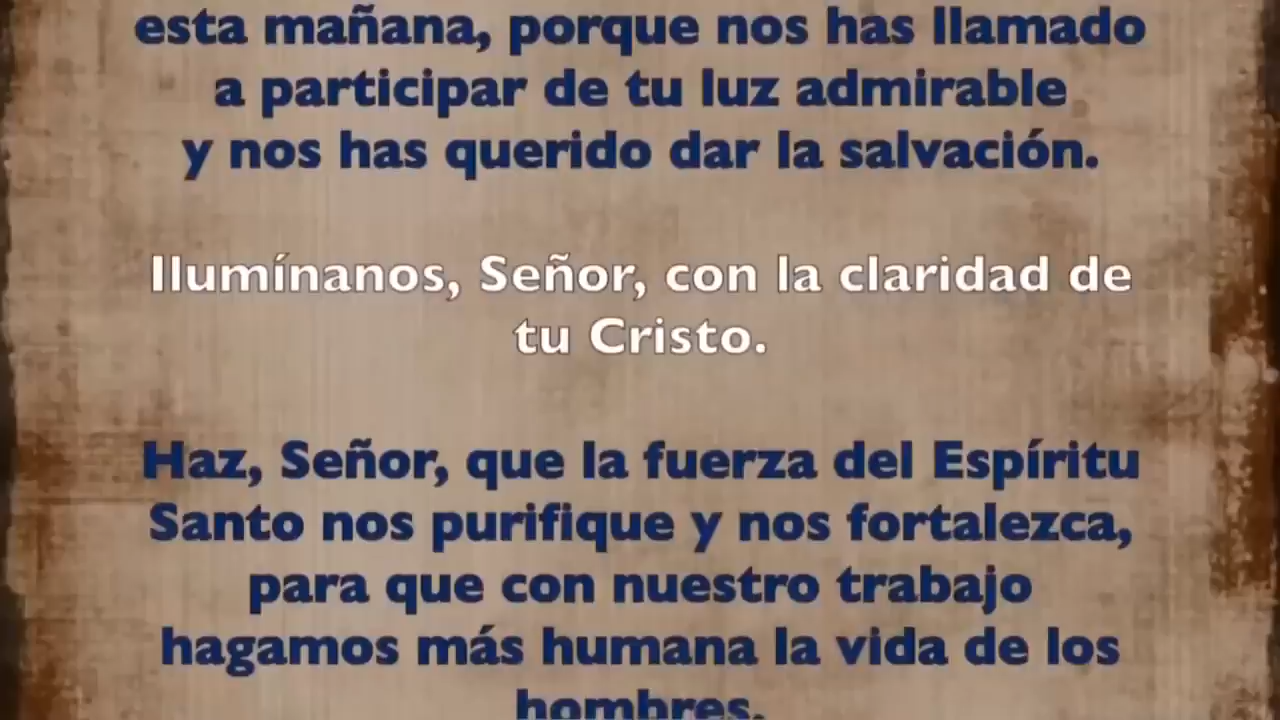 esta mañana, porque nos has llamado
a participar de tu luz admirable
y nos has querido dar la salvación.
Ilumínanos, Señor, con la claridad de
tu Cristo.
Haz, Señor, que la fuerza del Espíritu
Santo nos purifique y nos fortalezca,
para que con nuestro trabajo
hagamos más humana la vida de los
hombres.